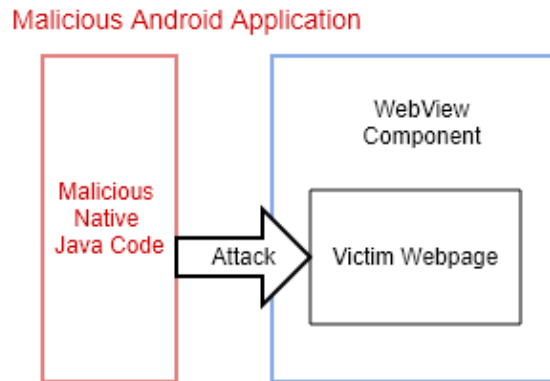 Malicious Android Application
WebView
Component
Malicious
Native
Java Code
Attack
Victim Webpage